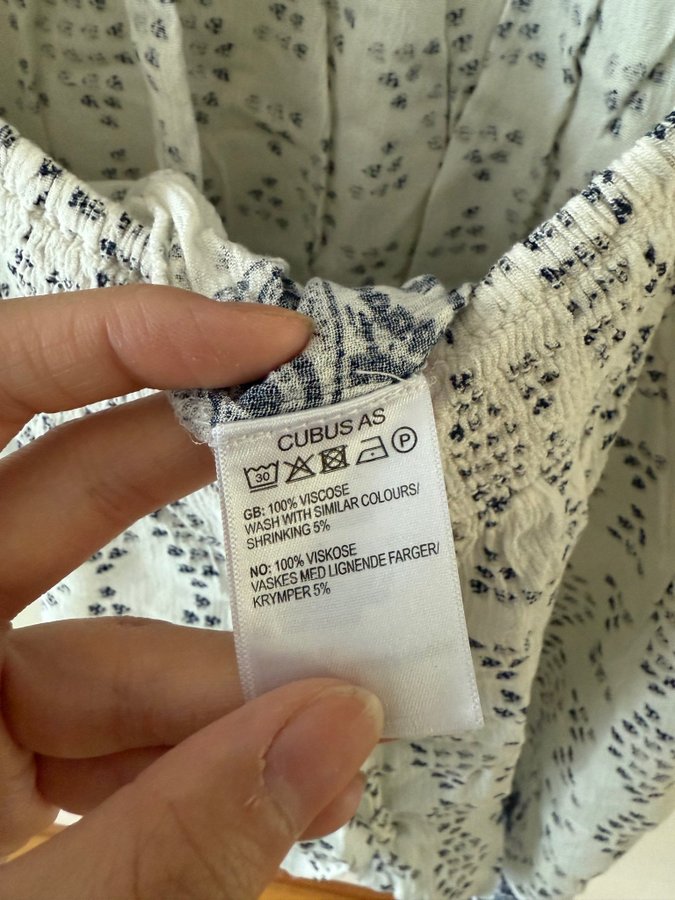 CUBUS AS
30 P
GB: 100% VISCOSE
WASH WITH SIMILAR COLOURS/
SHRINKING 5%
NO: 100% VISKOSE
VASKES MED LIGNENDE FARGER/
KRYMPER 5%